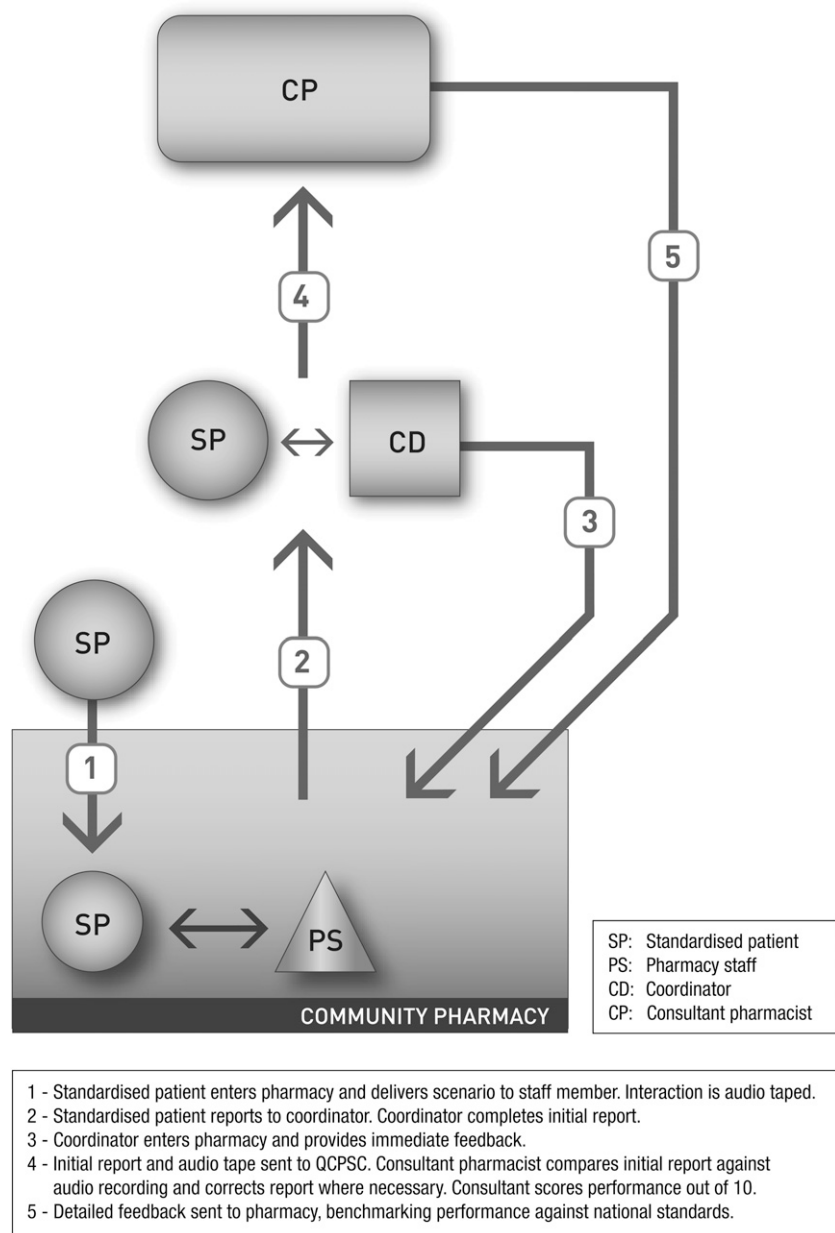 CP
5
4
SP
CD
3
SP
2
1
SP
PS
COMMUNITY PHARMACY
SP: Standardised patient
PS: Pharmacy staff
CD: Coordinator
CP: Consultant pharmacist
1 - Standardised patient enters pharmacy and delivers scenario to staff member. Interaction is audio taped.
2 - Standardised patient reports to coordinator. Coordinator completes initial report.
3 - Coordinator enters pharmacy and provides immediate feedback.
4 - Initial report and audio tape sent to QCPSC. Consultant pharmacist compares initial report against
audio recording and corrects report where necessary. Consultant scores performance out of 10.
5 - Detailed feedback sent to pharmacy, benchmarking performance against national standards.